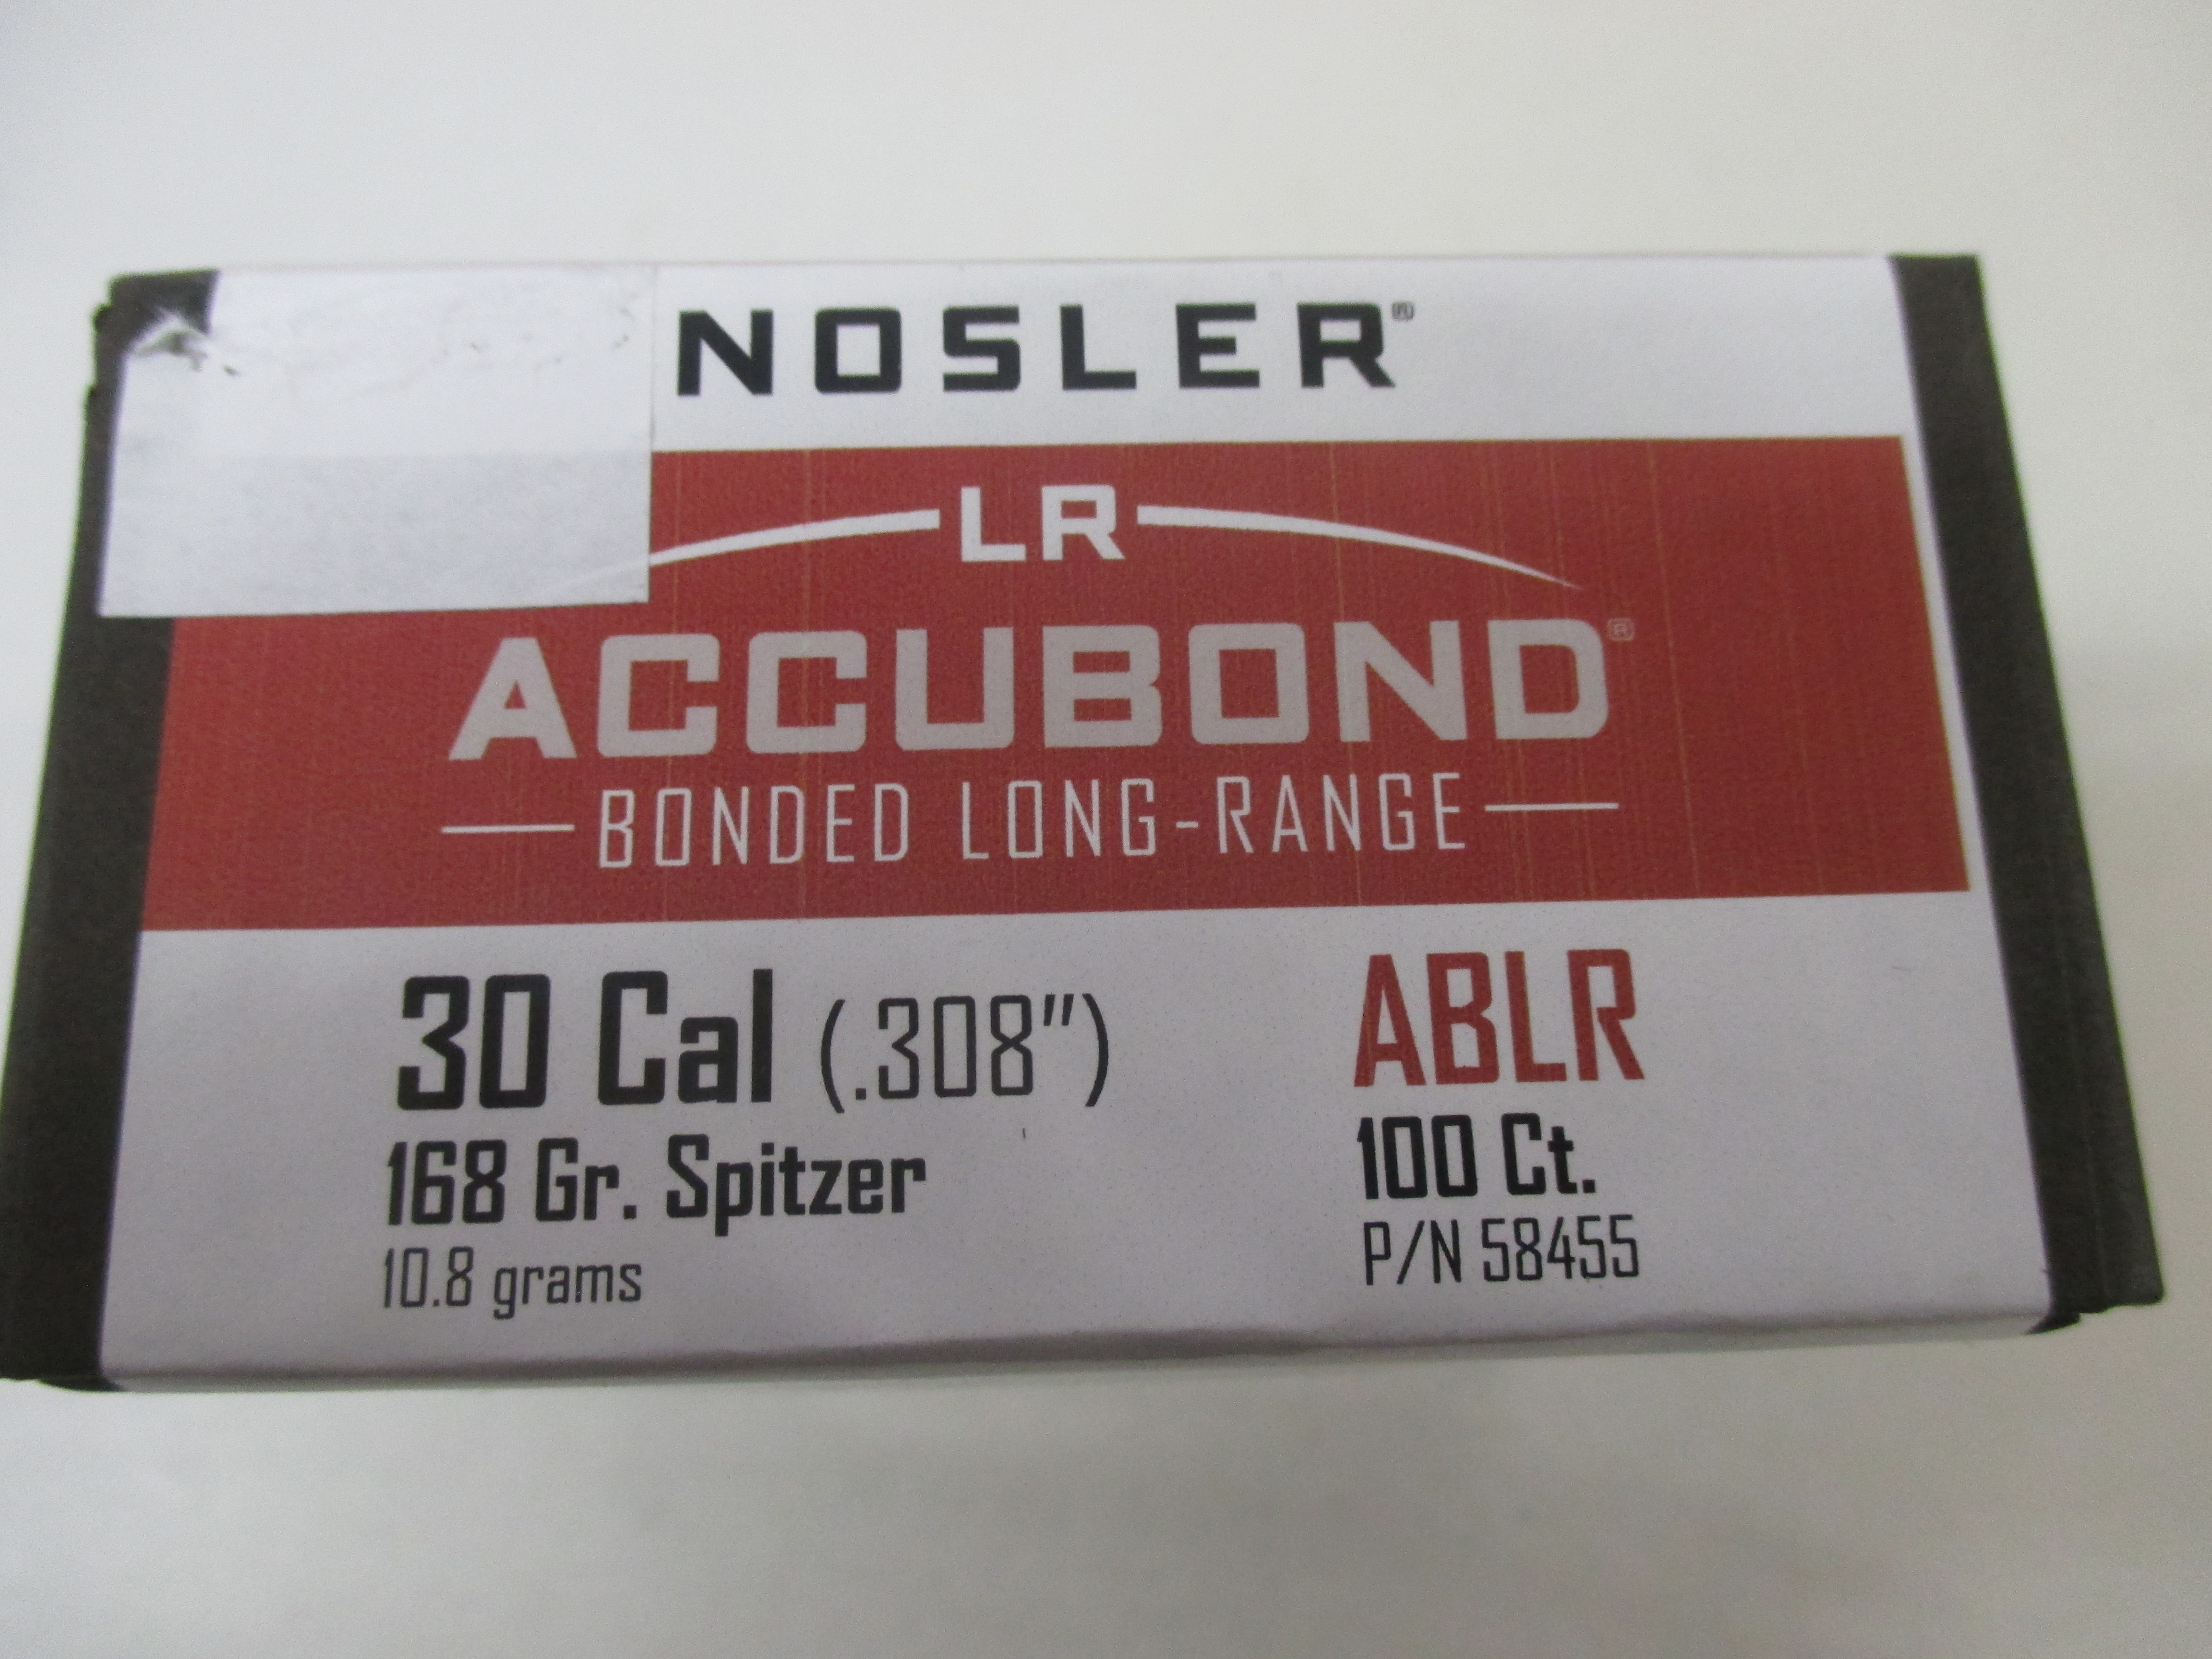 NOSLER®
LR
ACCUBOND®
BONDED LONG-RANGE
30 Cal (.308")
168 Gr. Spitzer
10.8 grams
ABLR
100 Ct.
P/N 58455